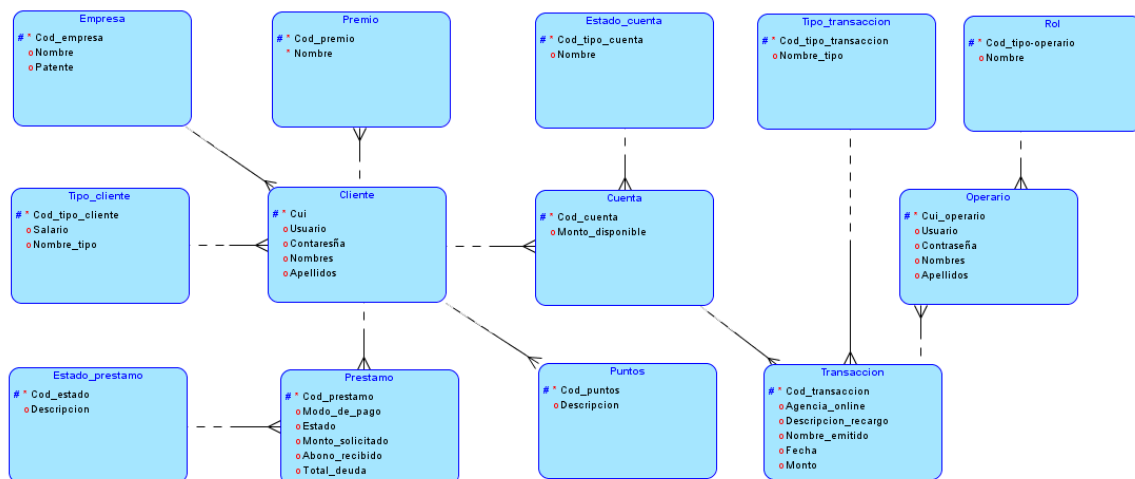 Empresa
# * Cod_empresa
o Nombre
o Patente
Premio
# * Cod_premio
* Nombre
Estado_cuenta
# * Cod_tipo_cuenta
o Nombre
Tipo_transaccion
# * Cod_tipo_transaccion
o Nombre_tipo
Rol
# * Cod_tipo-operario
o Nombre
Tipo_cliente
# * Cod_tipo_cliente
o Salario
o Nombre_tipo
Cliente
# * Cui
o Usuario
o Contaresña
o Nombres
o Apellidos
Cuenta
# * Cod_cuenta
o Monto_disponible
Operario
# * Cui_operario
o Usuario
o Contraseña
o Nombres
o Apellidos
Estado_prestamo
# * Cod_estado
o Descripcion
Prestamo
# * Cod_prestamo
o Modo_de_pago
o Estado
o Monto_solicitado
o Abono_recibido
o Total_deuda
Puntos
# * Cod_puntos
o Descripcion
Transaccion
# * Cod_transaccion
o Agencia_online
o Descripcion_recargo
o Nombre_emitido
o Fecha
o Monto